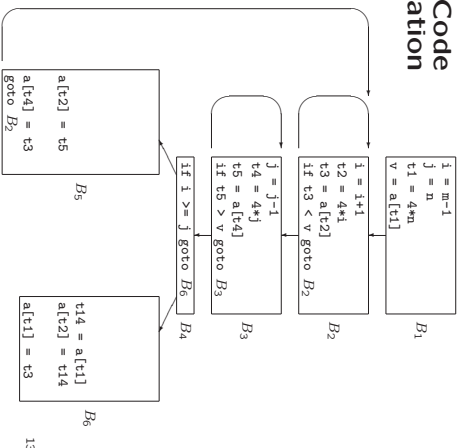 Code
ation
i = m-1
j = n
t1 = 4*n
v = a[t1]
B1
i = i+1
t2 = 4*i
t3 = a[t2]
if t3 < v goto B2
B2
j = j-1
t4 = 4*j
t5 = a[t4]
if t5 > v goto B3
B3
if i >= j goto B6
B4
a[t2] = t5
a[t4] = t3
goto B2
B5
t14 = a[t1]
a[t2] = t14
a[t1] = t3
B6
13